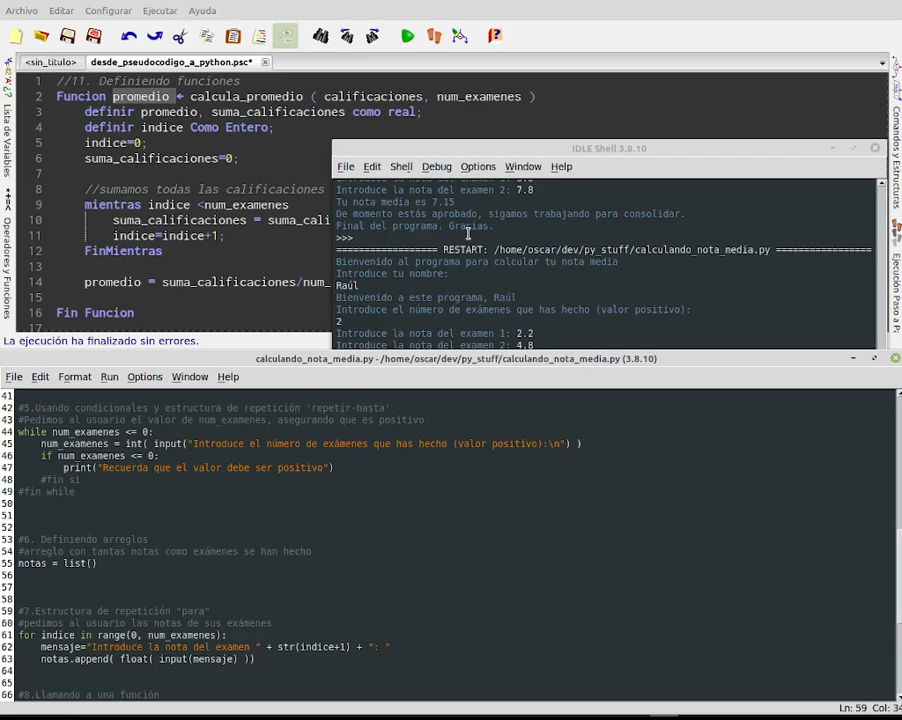 Archivo Editar Configurar Ejecutar Ayuda
<sin_titulo> desde_pseudocodigo_a_python.psc*
Lista de Variables
Operadores y Funciones
Comandos y Estructuras
Ejecución Paso a P
1 //11. Definiendo funciones
2 Funcion promedio ← calcula_promedio ( calificaciones, num_examenes )
3 definir promedio, suma_calificaciones como real;
4 definir indice Como Entero;
5 indice=0;
6 suma_calificaciones=0;
7
8 //sumamos todas las calificaciones
9 mientras indice <num_examenes
10 suma_calificaciones = suma_cali
11 indice=indice+1;
12 FinMientras
13
14 promedio = suma_calificaciones/num_
15
16 Fin Funcion
17
La ejecución ha finalizado sin errores.
IDLE Shell 3.8.10
File Edit Shell Debug Options Window Help
Introduce la nota del examen 2: 7.8
Tu nota media es 7.15
De momento estás aprobado, sigamos trabajando para consolidar.
Final del programa. Gracias.
>>>
================= RESTART: /home/oscar/dev/py_stuff/calculando_nota_media.py ================
Bienvenido al programa para calcular tu nota media
Introduce tu nombre:
Raúl
Bienvenido a este programa, Raúl
Introduce el número de exámenes que has hecho (valor positivo):
2
Introduce la nota del examen 1: 2.2
Introduce la nota del examen 2: 4.8
calculando_nota_media.py - /home/oscar/dev/py_stuff/calculando_nota_media.py (3.8.10)
File Edit Format Run Options Window Help
41
42 #5.Usando condicionales y estructura de repetición 'repetir-hasta'
43 #Pedimos al usuario el valor de num_examenes, asegurando que es positivo
44 while num_examenes <= 0:
45 num_examenes = int( input("Introduce el número de exámenes que has hecho (valor positivo):\n") )
46 if num_examenes <= 0:
47 print("Recuerda que el valor debe ser positivo")
48 #fin si
49 #fin while
50
51
52
53 #6. Definiendo arreglos
54 #arreglo con tantas notas como exámenes se han hecho
55 notas = list()
56
57
58
59 #7.Estructura de repetición "para"
60 #pedimos al usuario las notas de sus exámenes
61 for indice in range(0, num_examenes):
62 mensaje="Introduce la nota del examen " + str(indice+1) + ": "
63 notas.append( float( input(mensaje) ))
64
65
66 #8.Llamando a una función
Ln: 59 Col: 34